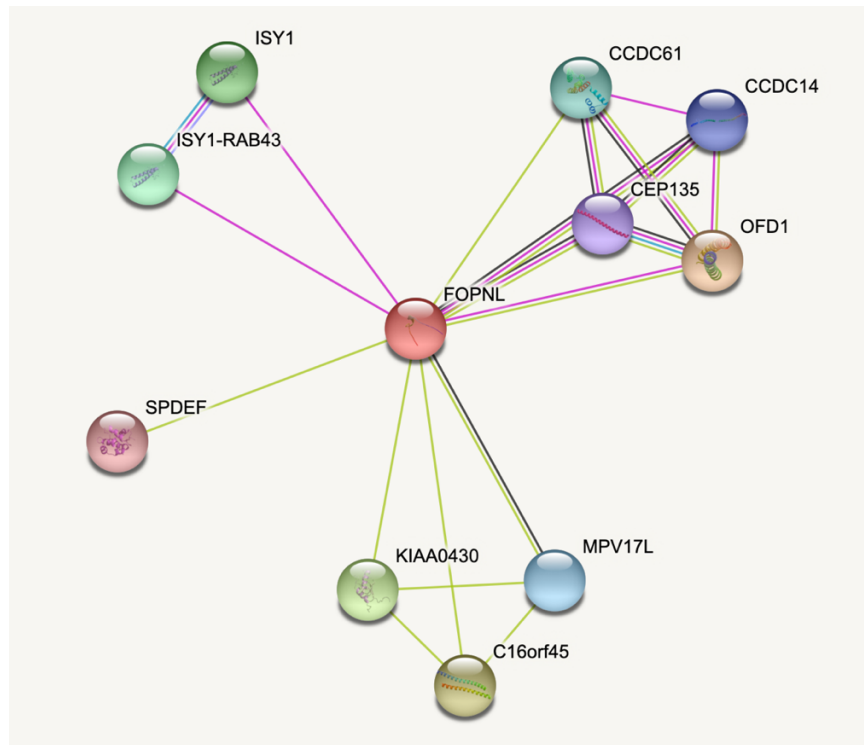 ISY1
CCDC61
CCDC14
ISY1-RAB43
CEP135
OFD1
FOPNL
SPDEF
KIAA0430
MPV17L
C16orf45